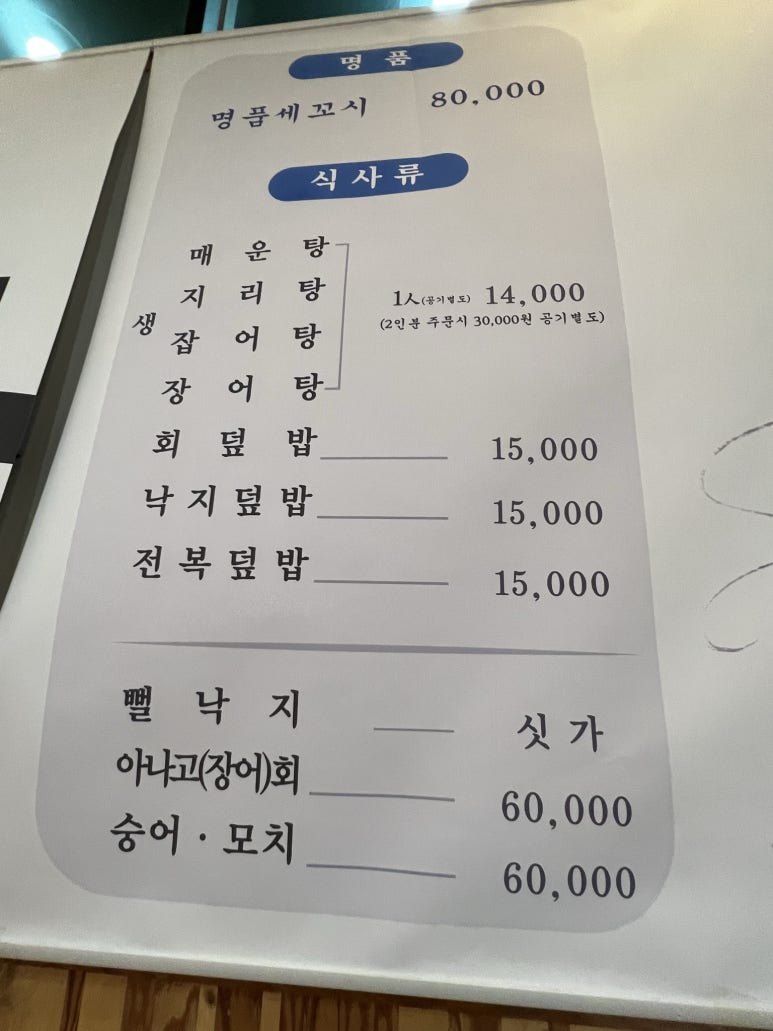 명품
명품세꼬시 80,000
식사류
매운탕
지리탕
생 잡어탕
장어탕
1人(공기별도) 14,000
(2인분 주문시 30,000원 공기별도)
회덮밥 15,000
낙지덮밥 15,000
전복덮밥 15,000
뻘낙지 싯가
아나고(장어)회 60,000
숭어·모치 60,000